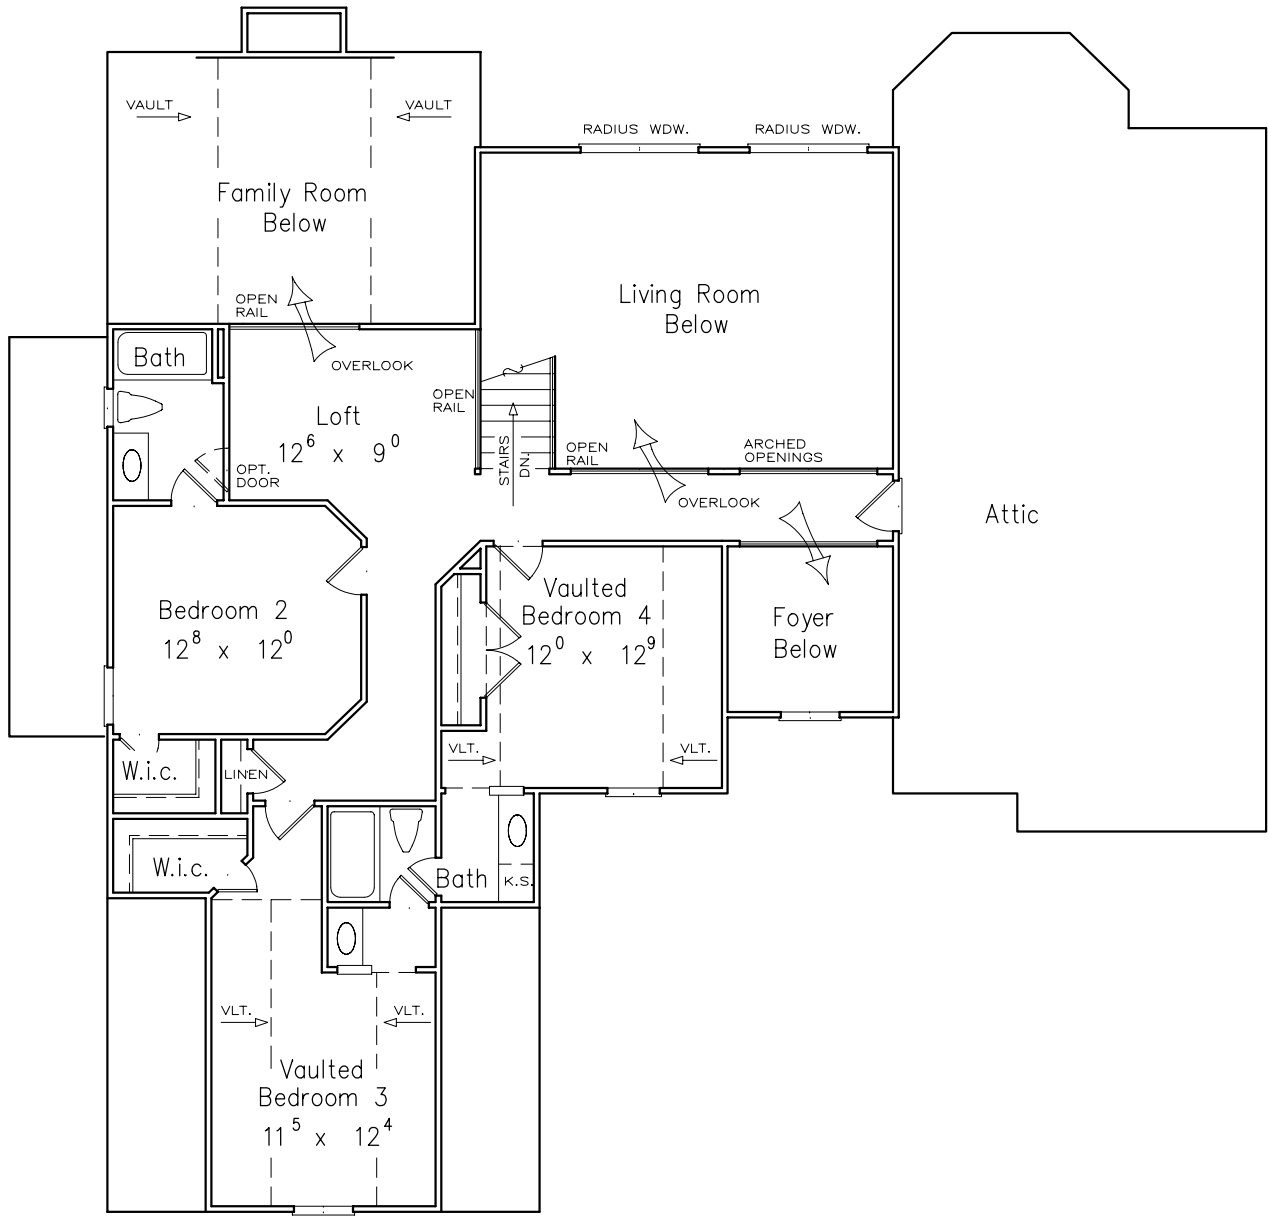 VAULT
VAULT
RADIUS WDW.
RADIUS WDW.
Family Room
Below
OPEN
RAIL
Living Room
Below
Bath
OVERLOOK
OPEN
RAIL
Loft
12⁶ x 9⁰
STAIRS
DN.
OPEN
RAIL
ARCHED
OPENINGS
OPT.
DOOR
OVERLOOK
Attic
Bedroom 2
12⁸ x 12⁰
Vaulted
Bedroom 4
12⁰ x 12⁹
Foyer
Below
VLT.
VLT.
W.i.c.
LINEN
W.i.c.
Bath
K.S.
VLT.
VLT.
Vaulted
Bedroom 3
11⁵ x 12⁴